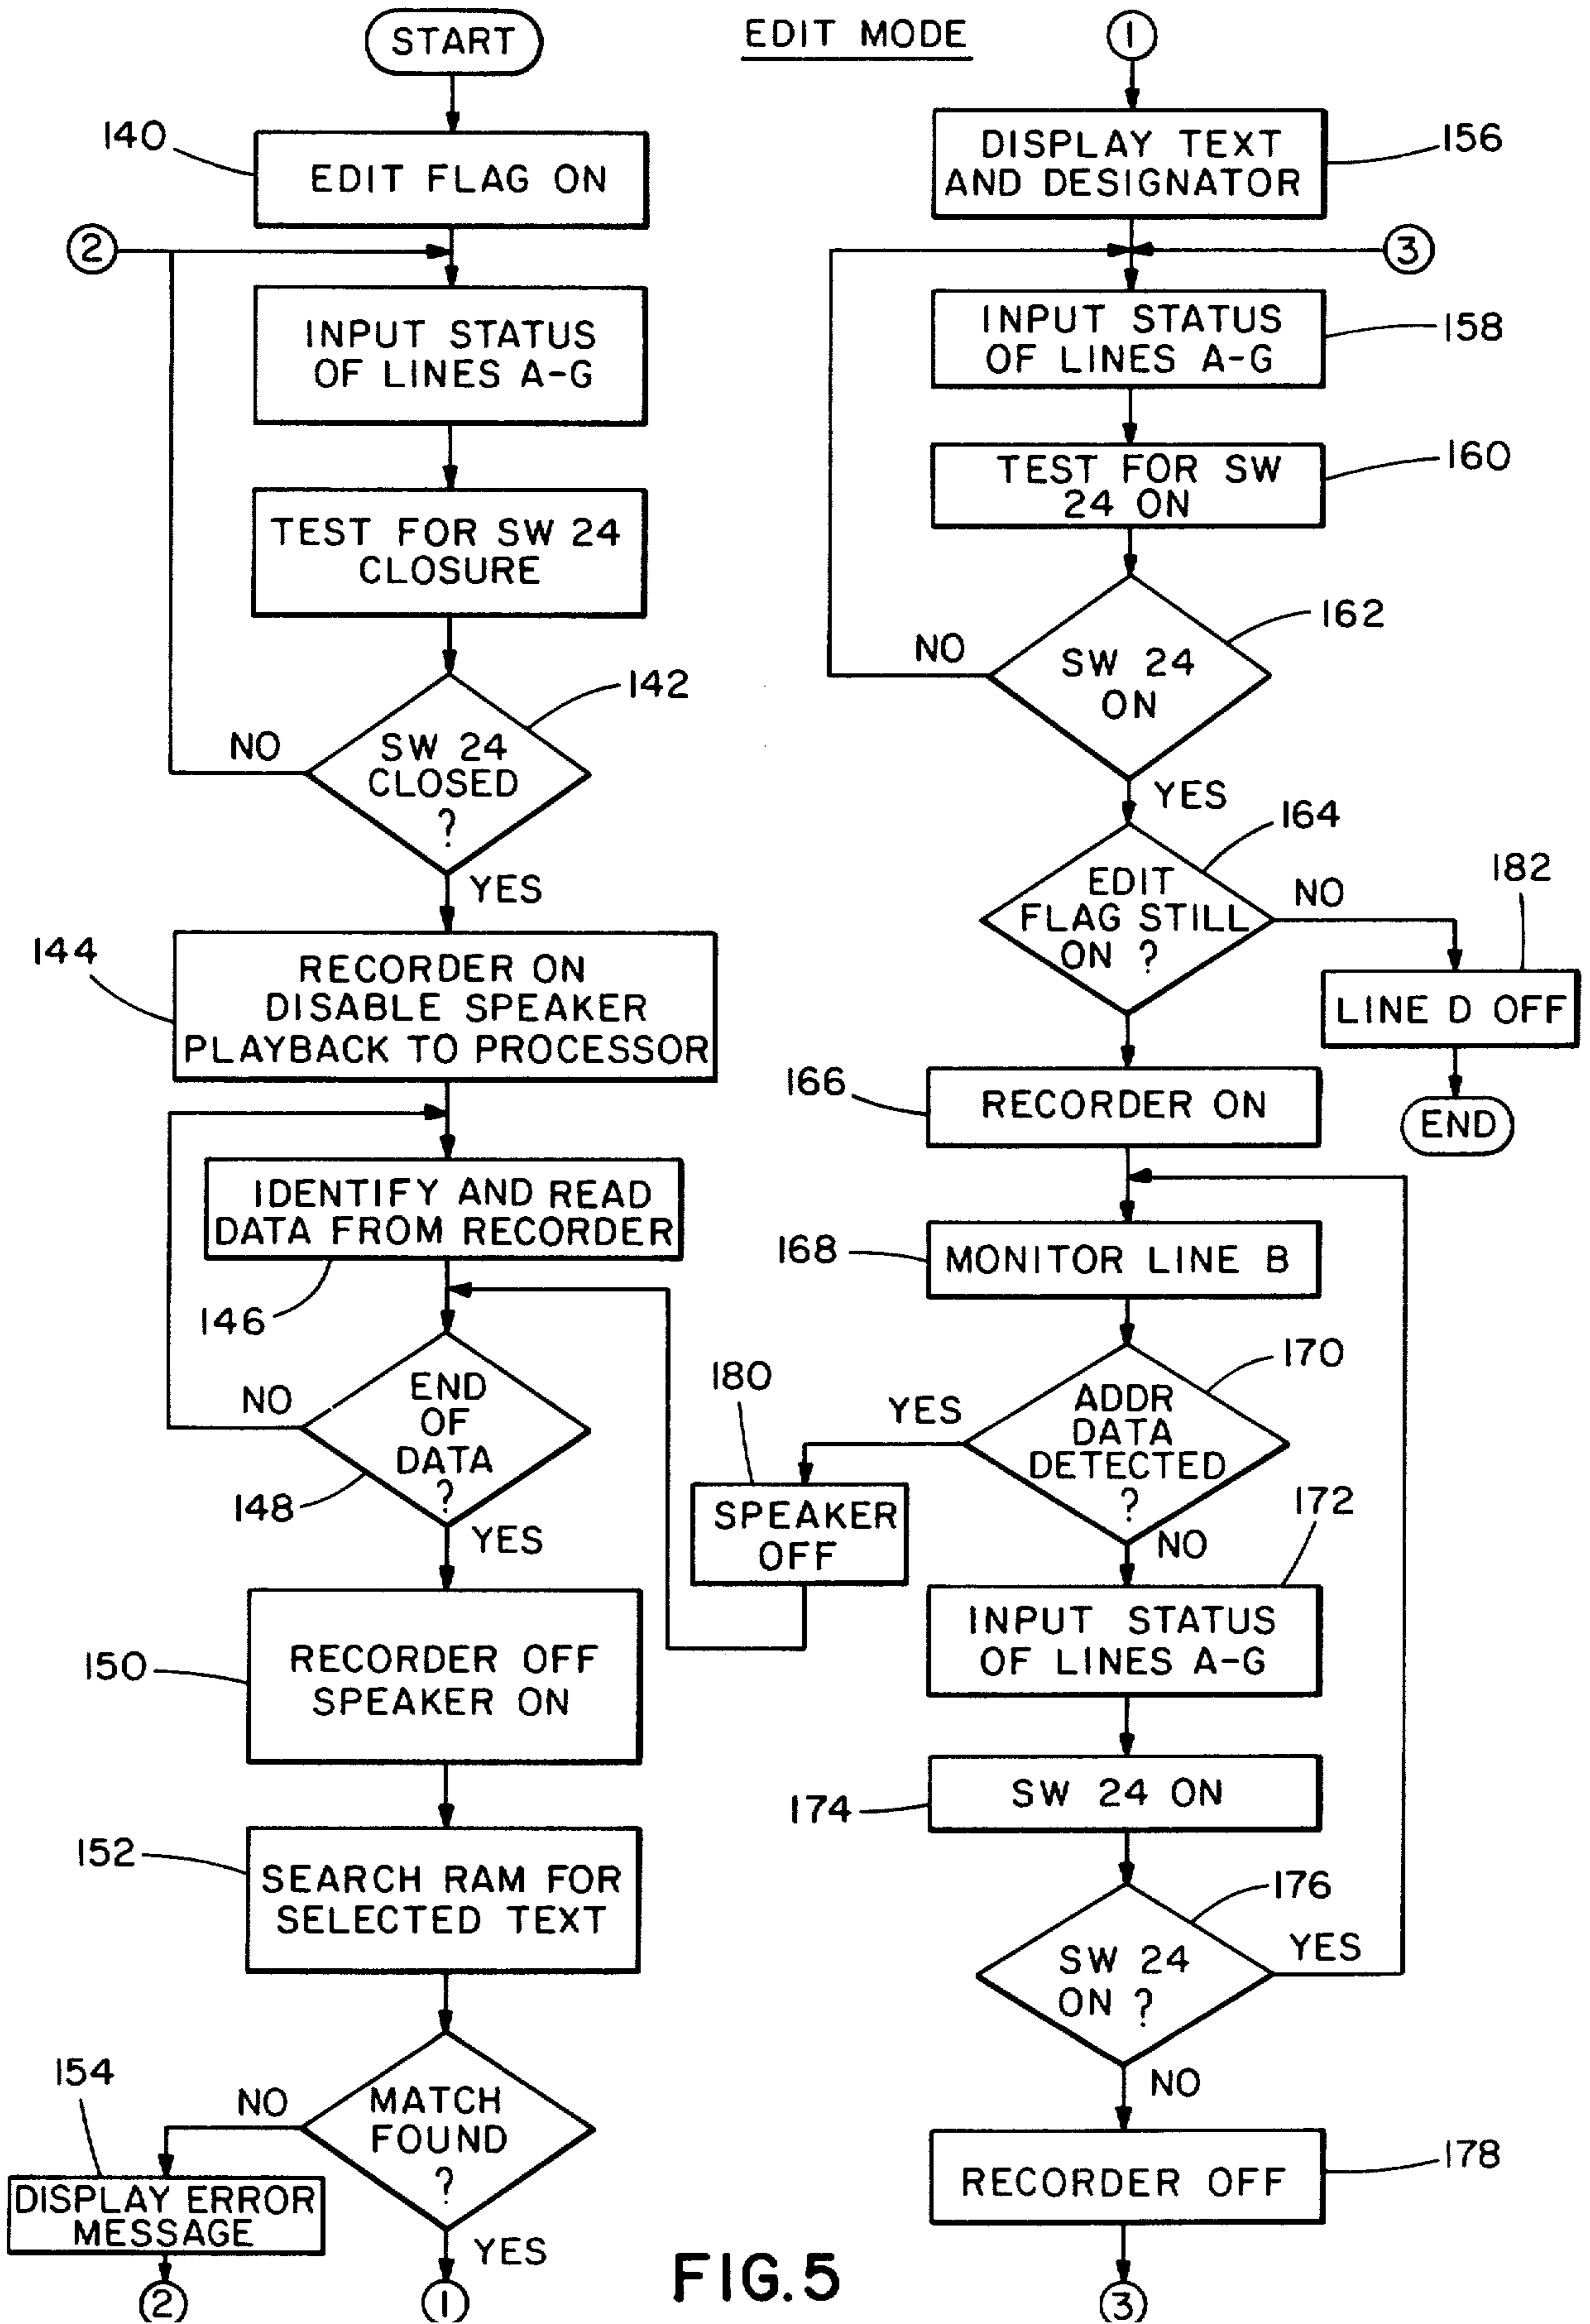 START
EDIT MODE
1
140
EDIT FLAG ON
2
INPUT STATUS
OF LINES A-G
TEST FOR SW 24
CLOSURE
142
SW 24
CLOSED
?
NO
YES
144
RECORDER ON
DISABLE SPEAKER
PLAYBACK TO PROCESSOR
IDENTIFY AND READ
DATA FROM RECORDER
146
END
OF
DATA
?
NO
148
YES
150
RECORDER OFF
SPEAKER ON
152
SEARCH RAM FOR
SELECTED TEXT
MATCH
FOUND
?
NO
154
DISPLAY ERROR
MESSAGE
2
YES
1
DISPLAY TEXT
AND DESIGNATOR
156
3
INPUT STATUS
OF LINES A-G
158
TEST FOR SW
24 ON
160
162
NO
SW 24
ON
YES
164
EDIT
FLAG STILL
ON ?
NO
182
LINE D OFF
END
166
RECORDER ON
168
MONITOR LINE B
170
ADDR
DATA
DETECTED
?
YES
180
SPEAKER
OFF
NO
172
INPUT STATUS
OF LINES A-G
174
SW 24 ON
176
SW 24
ON ?
YES
NO
RECORDER OFF
178
3
FIG.5